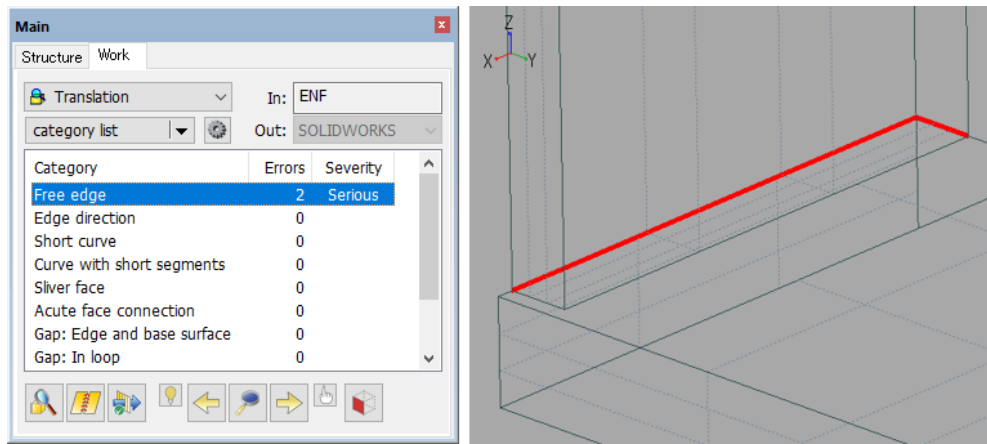 Main
Structure Work
Translation In: ENF
category list Out: SOLIDWORKS
Category Errors Severity
Free edge 2 Serious
Edge direction 0
Short curve 0
Curve with short segments 0
Sliver face 0
Acute face connection 0
Gap: Edge and base surface 0
Gap: In loop 0
Z
X Y